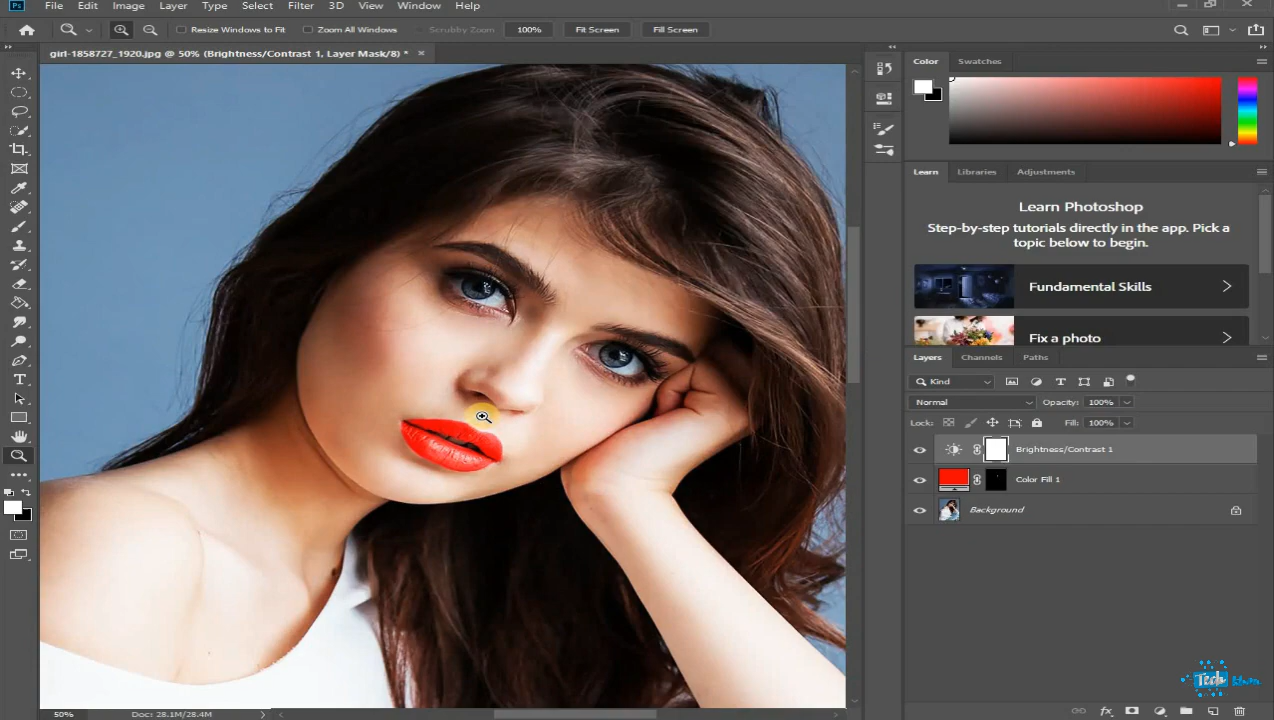 Ps File Edit Image Layer Type Select Filter 3D View Window Help
Resize Windows to Fit Zoom All Windows Scrubby Zoom 100% Fit Screen Fill Screen
girl-1858727_1920.jpg @ 50% (Brightness/Contrast 1, Layer Mask/8) *
Color Swatches
Learn Libraries Adjustments
Learn Photoshop
Step-by-step tutorials directly in the app. Pick a
topic below to begin.
Fundamental Skills
Fix a photo
Layers Channels Paths
Kind
Normal Opacity: 100%
Lock: Fill: 100%
Brightness/Contrast 1
Color Fill 1
Background
Tech
50% Doc: 28.1M/28.4M
fx